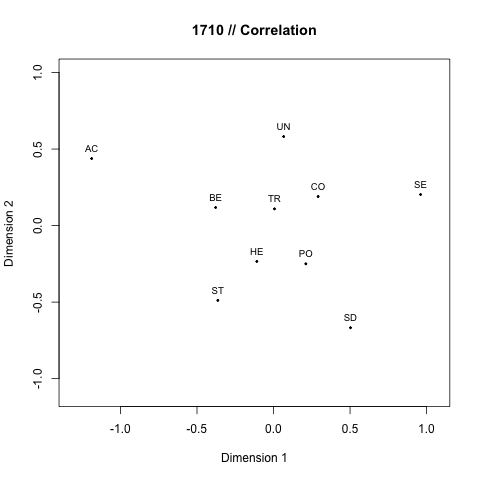 1710 // Correlation
1.0
UN
0.5
AC
SE
CO
BE
TR
0.0
Dimension 2
HE
PO
ST
-0.5
SD
-1.0
-1.0 -0.5 0.0 0.5 1.0
Dimension 1